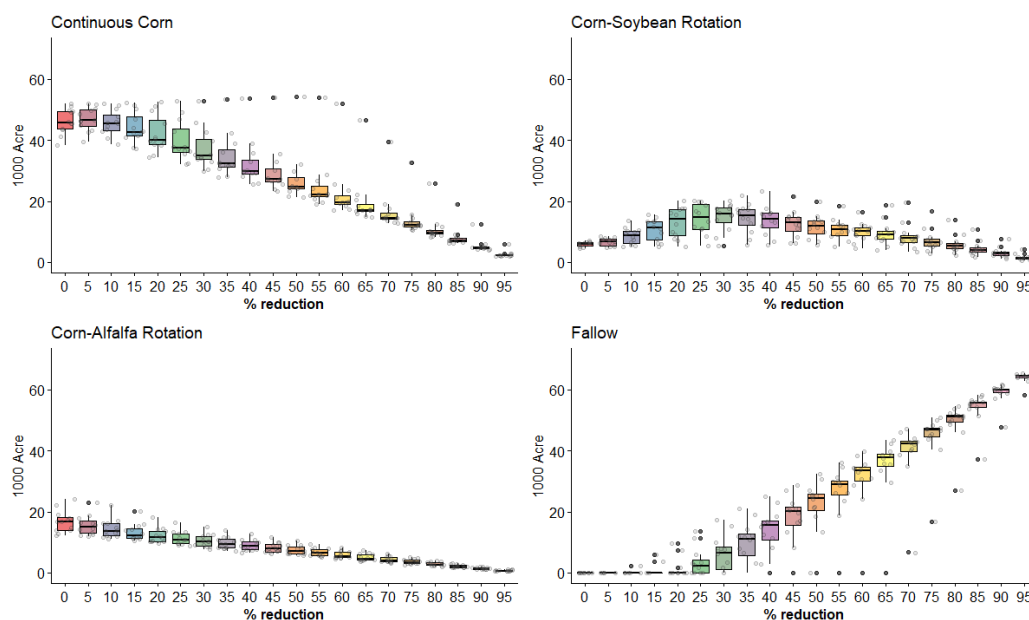 Continuous Corn
60
40
20
0
1000 Acre
0 5 10 15 20 25 30 35 40 45 50 55 60 65 70 75 80 85 90 95
% reduction
Corn-Soybean Rotation
60
40
20
0
1000 Acre
0 5 10 15 20 25 30 35 40 45 50 55 60 65 70 75 80 85 90 95
% reduction
Corn-Alfalfa Rotation
60
40
20
0
1000 Acre
0 5 10 15 20 25 30 35 40 45 50 55 60 65 70 75 80 85 90 95
% reduction
Fallow
60
40
20
0
1000 Acre
0 5 10 15 20 25 30 35 40 45 50 55 60 65 70 75 80 85 90 95
% reduction